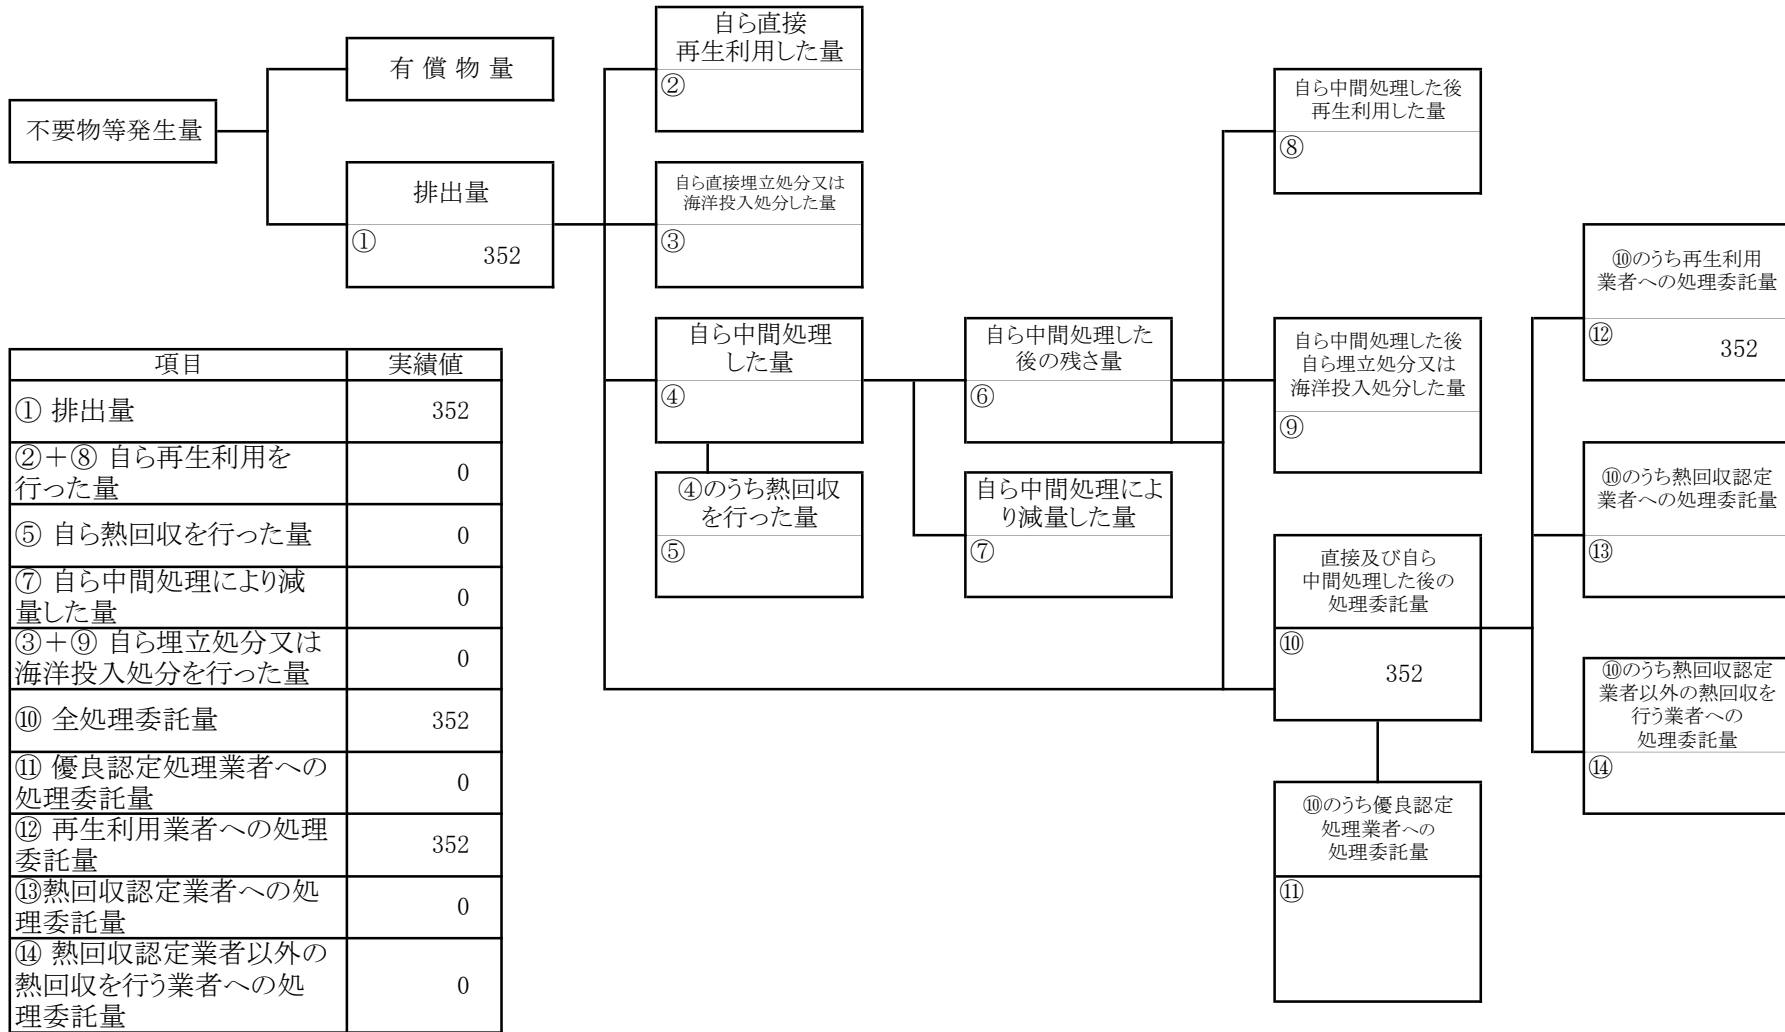 不要物等発生量
有 償 物 量
排出量
①
352
自ら直接
再生利用した量
②
自ら直接埋立処分又は
海洋投入処分した量
③
自ら中間処理
した量
④
④のうち熱回収
を行った量
⑤
自ら中間処理した
後の残さ量
⑥
自ら中間処理によ
り減量した量
⑦
自ら中間処理した後
再生利用した量
⑧
自ら中間処理した後
自ら埋立処分又は
海洋投入処分した量
⑨
直接及び自ら
中間処理した後の
処理委託量
⑩
352
⑩のうち優良認定
処理業者への
処理委託量
⑪
⑩のうち再生利用
業者への処理委託量
⑫
352
⑩のうち熱回収認定
業者への処理委託量
⑬
⑩のうち熱回収認定
業者以外の熱回収を
行う業者への
処理委託量
⑭
項目 実績値
① 排出量 352
②＋⑧ 自ら再生利用を
行った量 0
⑤ 自ら熱回収を行った量 0
⑦ 自ら中間処理により減
量した量 0
③＋⑨ 自ら埋立処分又は
海洋投入処分を行った量 0
⑩ 全処理委託量 352
⑪ 優良認定処理業者への
処理委託量 0
⑫ 再生利用業者への処理
委託量 352
⑬熱回収認定業者への処
理委託量 0
⑭ 熱回収認定業者以外の
熱回収を行う業者への処
理委託量 0